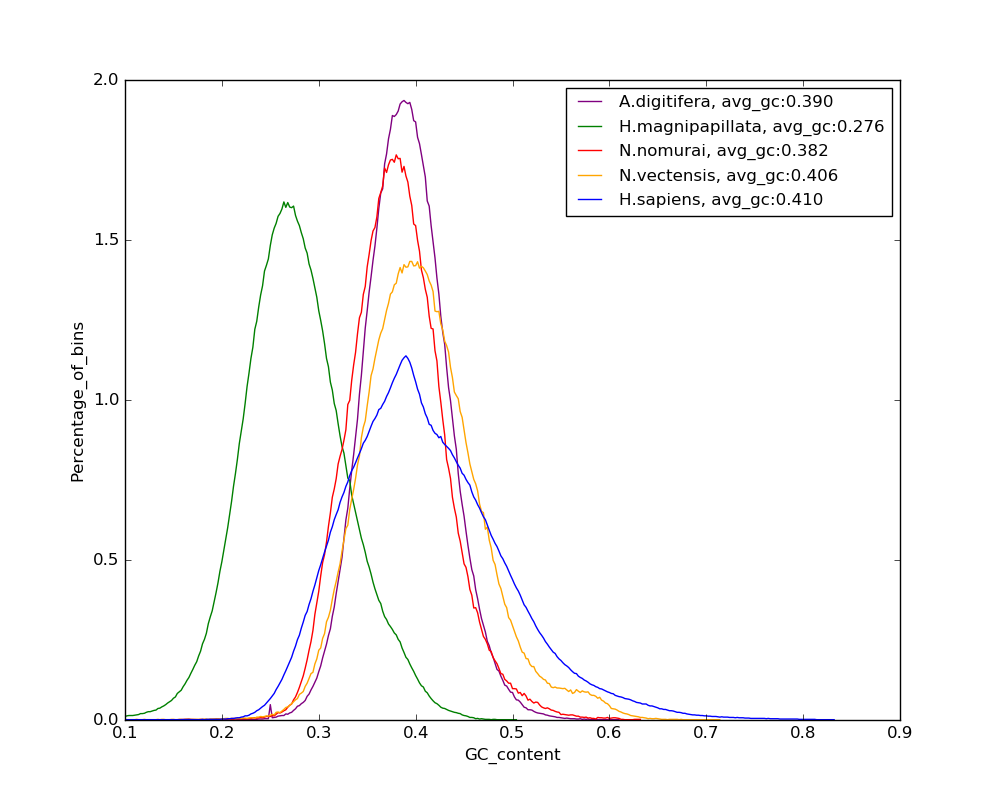 2.0
1.5
1.0
0.5
0.0
Percentage_of_bins
A.digitifera, avg_gc:0.390
H.magnipapillata, avg_gc:0.276
N.nomurai, avg_gc:0.382
N.vectensis, avg_gc:0.406
H.sapiens, avg_gc:0.410
0.1 0.2 0.3 0.4 0.5 0.6 0.7 0.8 0.9
GC_content